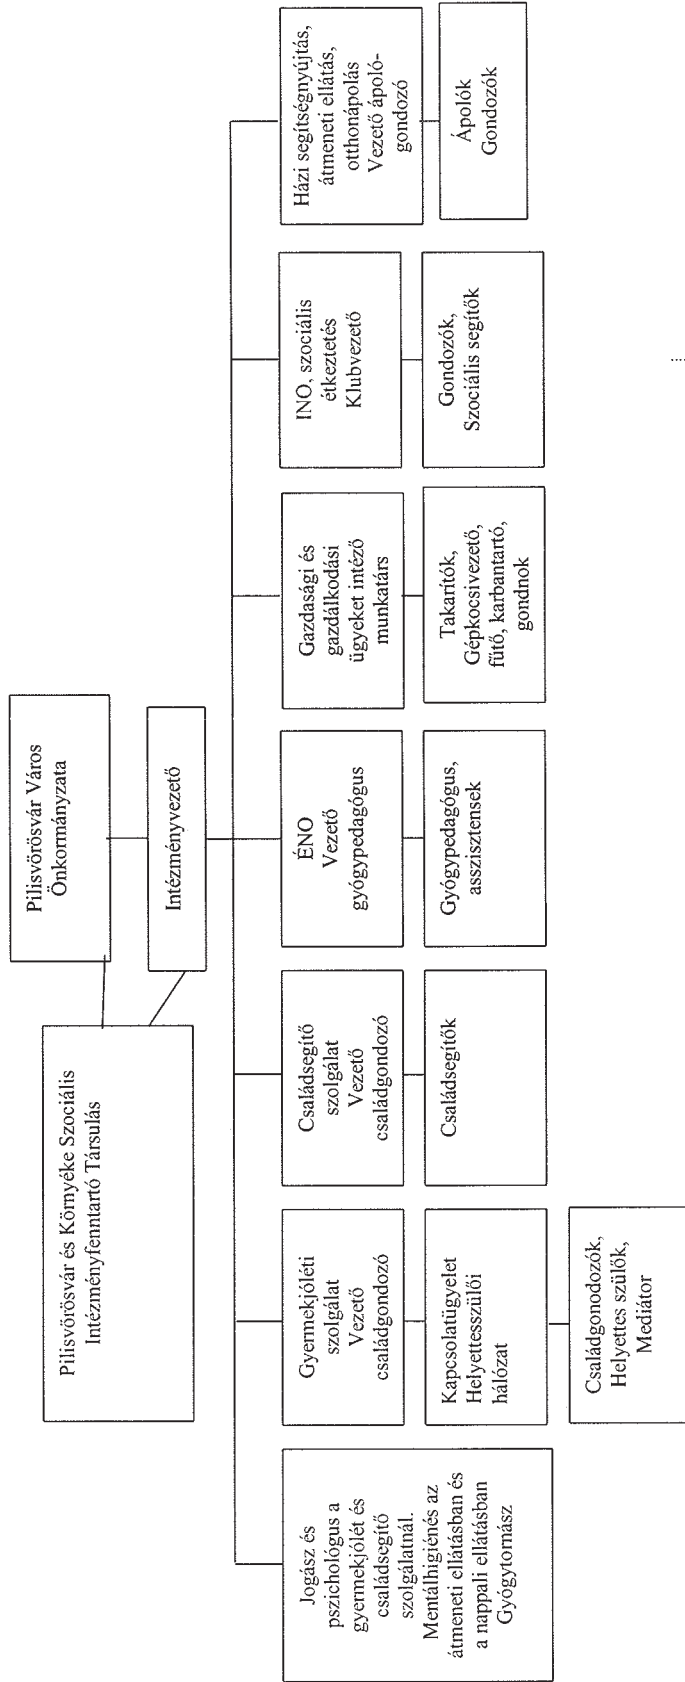 Pilisvörösvár Város
Önkormányzata
Pilisvörösvár és Környéke Szociális
Intézményfenntartó Társulás
Intézményvezető
Jogász és
pszichológus a
gyermekjólét és
családsegítő
szolgálatnál.
Mentálhigiénés az
átmeneti ellátásban és
a nappali ellátásban
Gyógytornász
Gyermekjóléti
szolgálat
Vezető
családgondozó
Kapcsolatügyelet
Helyettesszülői
hálózat
Családgonodozók,
Helyettes szülők,
Mediátor
Családsegítő
szolgálat
Vezető
családgondozó
Családsegítők
ÉNO
Vezető
gyógypedagógus
Gyógypedagógus,
asszisztensek
Gazdasági és
gazdálkodási
ügyeket intéző
munkatárs
Takarítók,
Gépkocsivezető,
fűtő, karbantartó,
gondnok
INO, szociális
étkeztetés
Klubvezető
Gondozók,
Szociális segítők
Házi segítségnyújtás,
átmeneti ellátás,
otthonápolás
Vezető ápoló-
gondozó
Ápolók
Gondozók